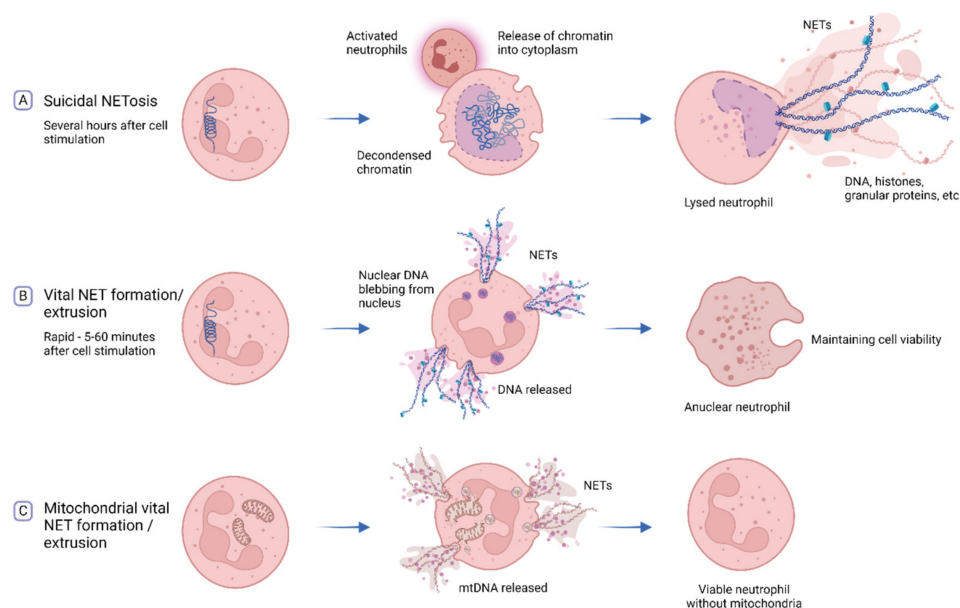 A
Suicidal NETosis
Several hours after cell
stimulation
Activated
neutrophils
Release of chromatin
into cytoplasm
Decondensed
chromatin
NETs
Lysed neutrophil
DNA, histones,
granular proteins, etc
B
Vital NET formation/
extrusion
Rapid - 5-60 minutes
after cell stimulation
Nuclear DNA
blebbing from
nucleus
NETs
DNA released
Maintaining cell viability
Anuclear neutrophil
C
Mitochondrial vital
NET formation /
extrusion
NETs
mtDNA released
Viable neutrophil
without mitochondria